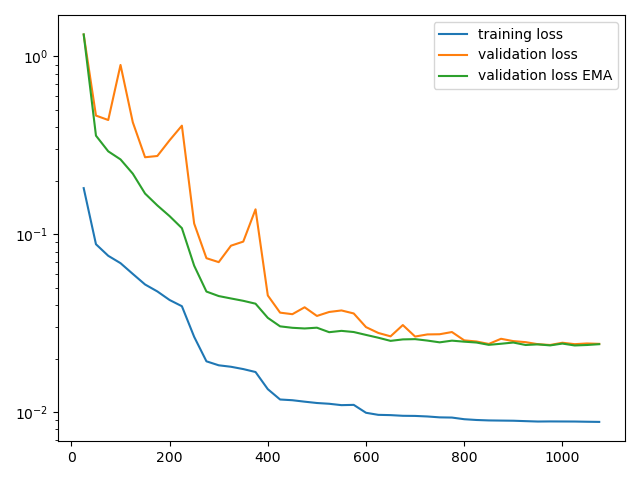 training loss
validation loss
validation loss EMA
10⁰
10⁻¹
10⁻²
0 200 400 600 800 1000